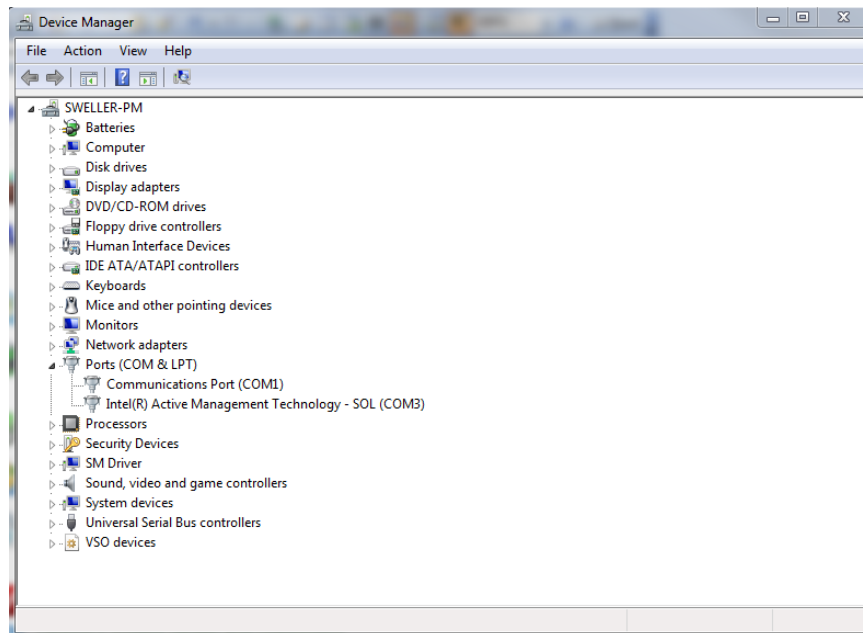 Device Manager
File Action View Help
SWELLER-PM
Batteries
Computer
Disk drives
Display adapters
DVD/CD-ROM drives
Floppy drive controllers
Human Interface Devices
IDE ATA/ATAPI controllers
Keyboards
Mice and other pointing devices
Monitors
Network adapters
Ports (COM & LPT)
Communications Port (COM1)
Intel(R) Active Management Technology - SOL (COM3)
Processors
Security Devices
SM Driver
Sound, video and game controllers
System devices
Universal Serial Bus controllers
VSO devices